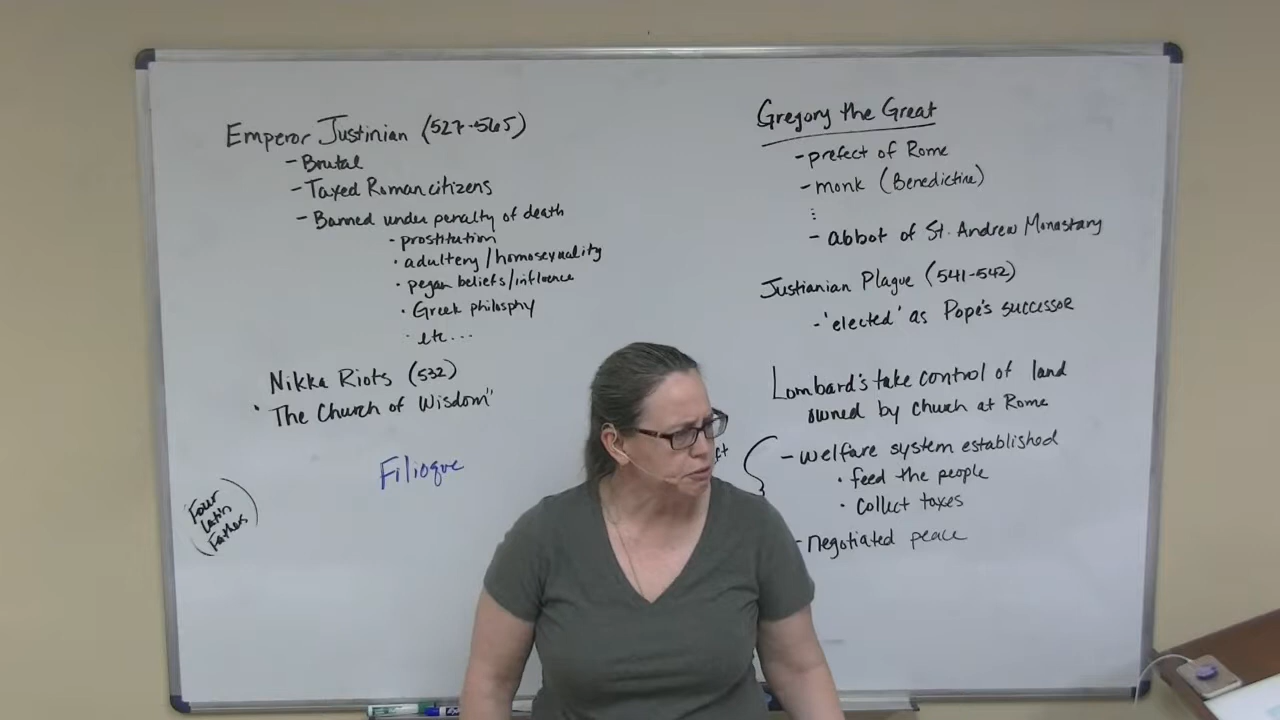 Emperor Justinian (527-565)
- Brutal
- Taxed Roman citizens
- Banned under penalty of death
• prostitution
• adultery/homosexuality
• pegan beliefs/influence
• Greek philosphy
• etc...
Nikka Riots (532)
• "The Church of Wisdom"
Filioque
(Four
Latin
Fathers)
Gregory the Great
- prefect of Rome
- monk (Benedictine)
- abbot of St. Andrew Monastary
Justianian Plague (541-542)
- 'elected' as Pope's successor
Lombard's take control of land
owned by church at Rome
- welfare system established
• feed the people
• collect taxes
- negotiated peace